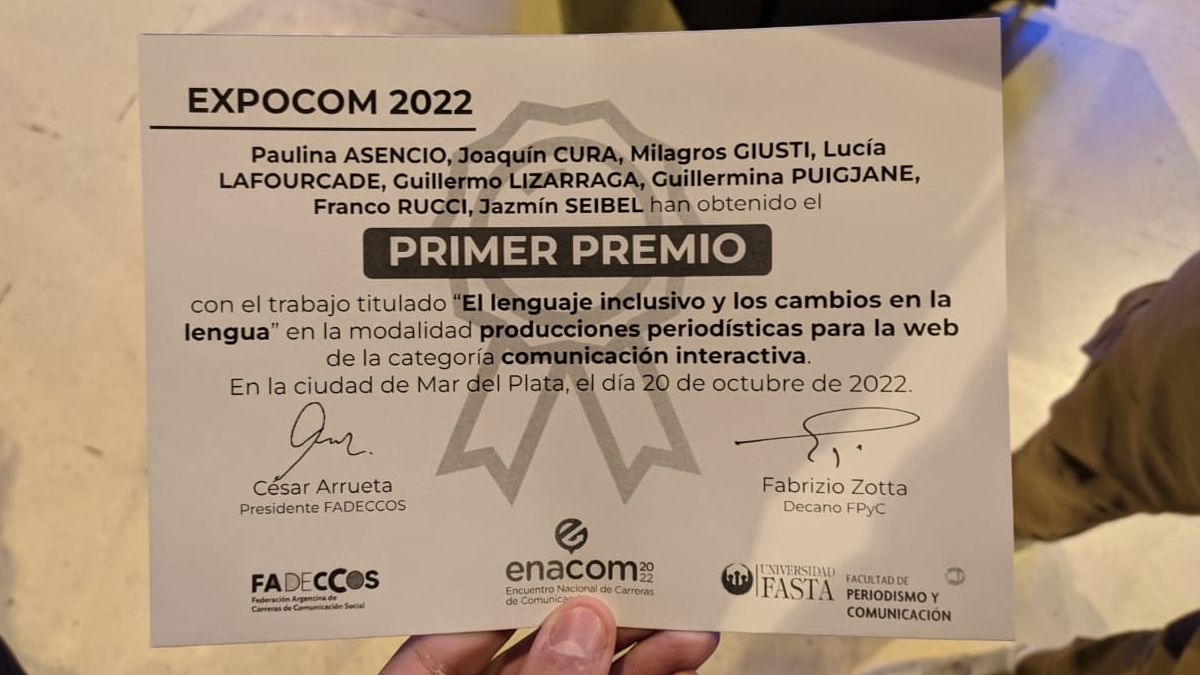 EXPOCOM 2022
Paulina ASENCIO, Joaquín CURA, Milagros GIUSTI, Lucía
LAFOURCADE, Guillermo LIZARRAGA, Guillermina PUIGJANE,
Franco RUCCI, Jazmín SEIBEL han obtenido el
PRIMER PREMIO
con el trabajo titulado “El lenguaje inclusivo y los cambios en la
lengua” en la modalidad producciones periodísticas para la web
de la categoría comunicación interactiva.
En la ciudad de Mar del Plata, el día 20 de octubre de 2022.
César Arrueta
Presidente FADECCOS
Fabrizio Zotta
Decano FPyC
FADECCOS
Federación Argentina de
Carreras de Comunicación Social
enacom 2022
Encuentro Nacional de Carreras
de
UNIVERSIDAD
FASTA
FACULTAD DE
PERIODISMO Y
COMUNICACIÓN